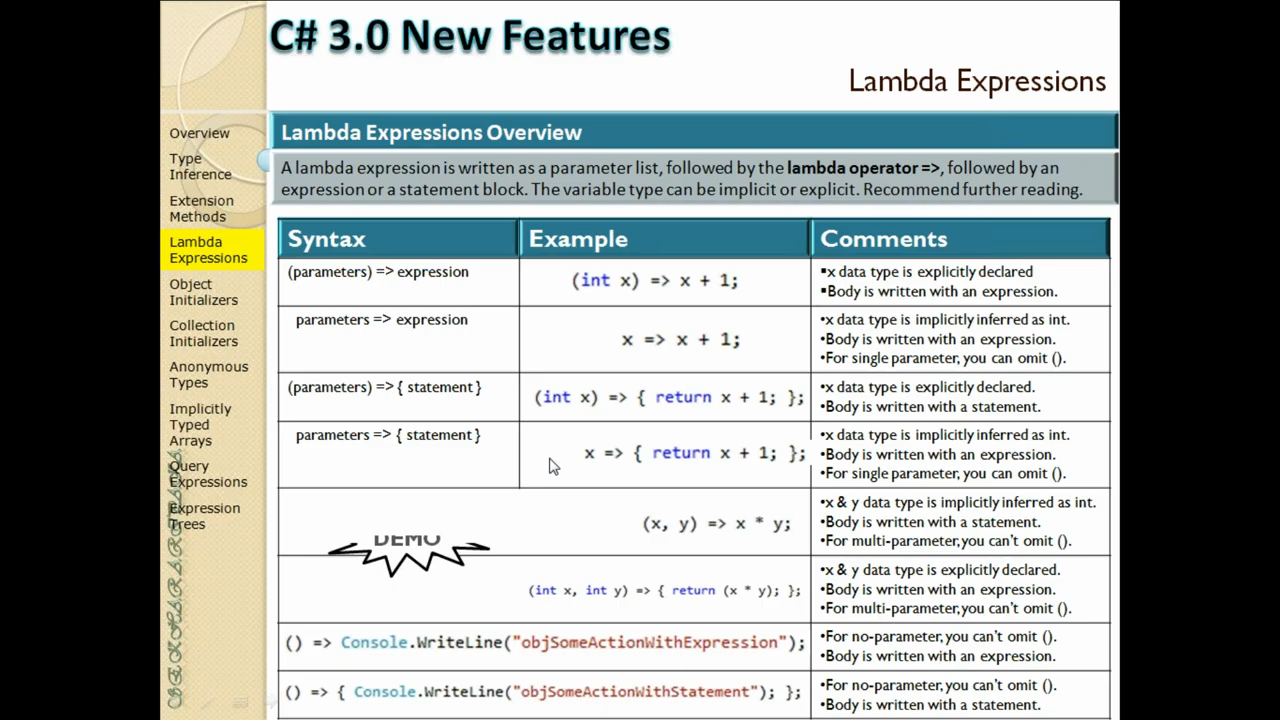 C# 3.0 New Features
Lambda Expressions
Overview
Type
Inference
Extension
Methods
Lambda
Expressions
Object
Initializers
Collection
Initializers
Anonymous
Types
Implicitly
Typed
Arrays
Query
Expressions
Expression
Trees
Lambda Expressions Overview
A lambda expression is written as a parameter list, followed by the lambda operator =>, followed by an
expression or a statement block. The variable type can be implicit or explicit. Recommend further reading.
Syntax Example Comments
(parameters) => expression
(int x) => x + 1;
▪x data type is explicitly declared
▪Body is written with an expression.
parameters => expression
x => x + 1;
•x data type is implicitly inferred as int.
•Body is written with an expression.
•For single parameter, you can omit ().
(parameters) => { statement }
(int x) => { return x + 1; };
•x data type is explicitly declared.
•Body is written with a statement.
parameters => { statement }
x => { return x + 1; };
•x data type is implicitly inferred as int.
•Body is written with an expression.
•For single parameter, you can omit ().
DEMO
(x, y) => x * y;
•x & y data type is implicitly inferred as int.
•Body is written with a statement.
•For multi-parameter, you can't omit ().
(int x, int y) => { return (x * y); };
•x & y data type is explicitly declared.
•Body is written with an expression.
•For multi-parameter, you can't omit ().
() => Console.WriteLine("objSomeActionWithExpression");
•For no-parameter, you can't omit ().
•Body is written with an expression.
() => { Console.WriteLine("objSomeActionWithStatement"); };
•For no-parameter, you can't omit ().
•Body is written with a statement.